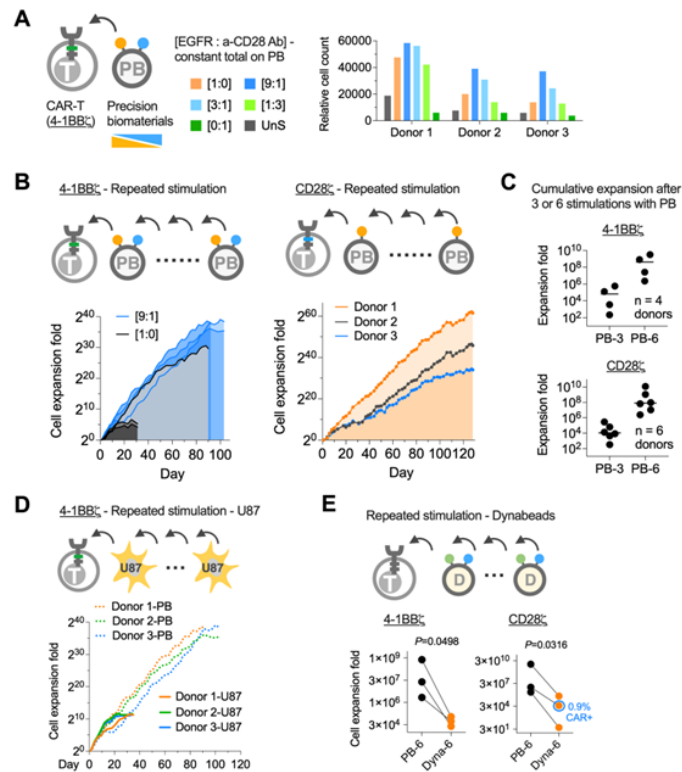 A
T
PB
CAR-T
(4-1BBζ)
Precision
biomaterials
[EGFR : a-CD28 Ab] -
constant total on PB
[1:0]
[9:1]
[3:1]
[1:3]
[0:1]
UnS
Relative cell count
60000
40000
20000
0
Donor 1
Donor 2
Donor 3
B
4-1BBζ - Repeated stimulation
T
PB
PB
[9:1]
[1:0]
Cell expansion fold
2^40
2^30
2^20
2^10
2^0
0
20
40
60
80
100
120
Day
CD28ζ - Repeated stimulation
T
PB
PB
Donor 1
Donor 2
Donor 3
Cell expansion fold
2^60
2^40
2^20
2^0
0
20
40
60
80
100
120
Day
C
Cumulative expansion after
3 or 6 stimulations with PB
4-1BBζ
Expansion fold
10^10
10^8
10^6
10^4
10^2
n = 4
donors
PB-3
PB-6
CD28ζ
Expansion fold
10^10
10^8
10^6
10^4
10^2
n = 6
donors
PB-3
PB-6
D
4-1BBζ - Repeated stimulation - U87
T
U87
U87
Donor 1-PB
Donor 2-PB
Donor 3-PB
Donor 1-U87
Donor 2-U87
Donor 3-U87
Cell expansion fold
2^40
2^30
2^20
2^10
2^0
Day
0
20
40
60
80
100
120
E
Repeated stimulation - Dynabeads
T
D
D
4-1BBζ
P=0.0498
Cell expansion fold
1×10^9
3×10^7
1×10^6
3×10^4
PB-6
Dyna-6
CD28ζ
P=0.0316
3×10^10
3×10^7
3×10^4
3×10^1
0.9%
CAR+
PB-6
Dyna-6